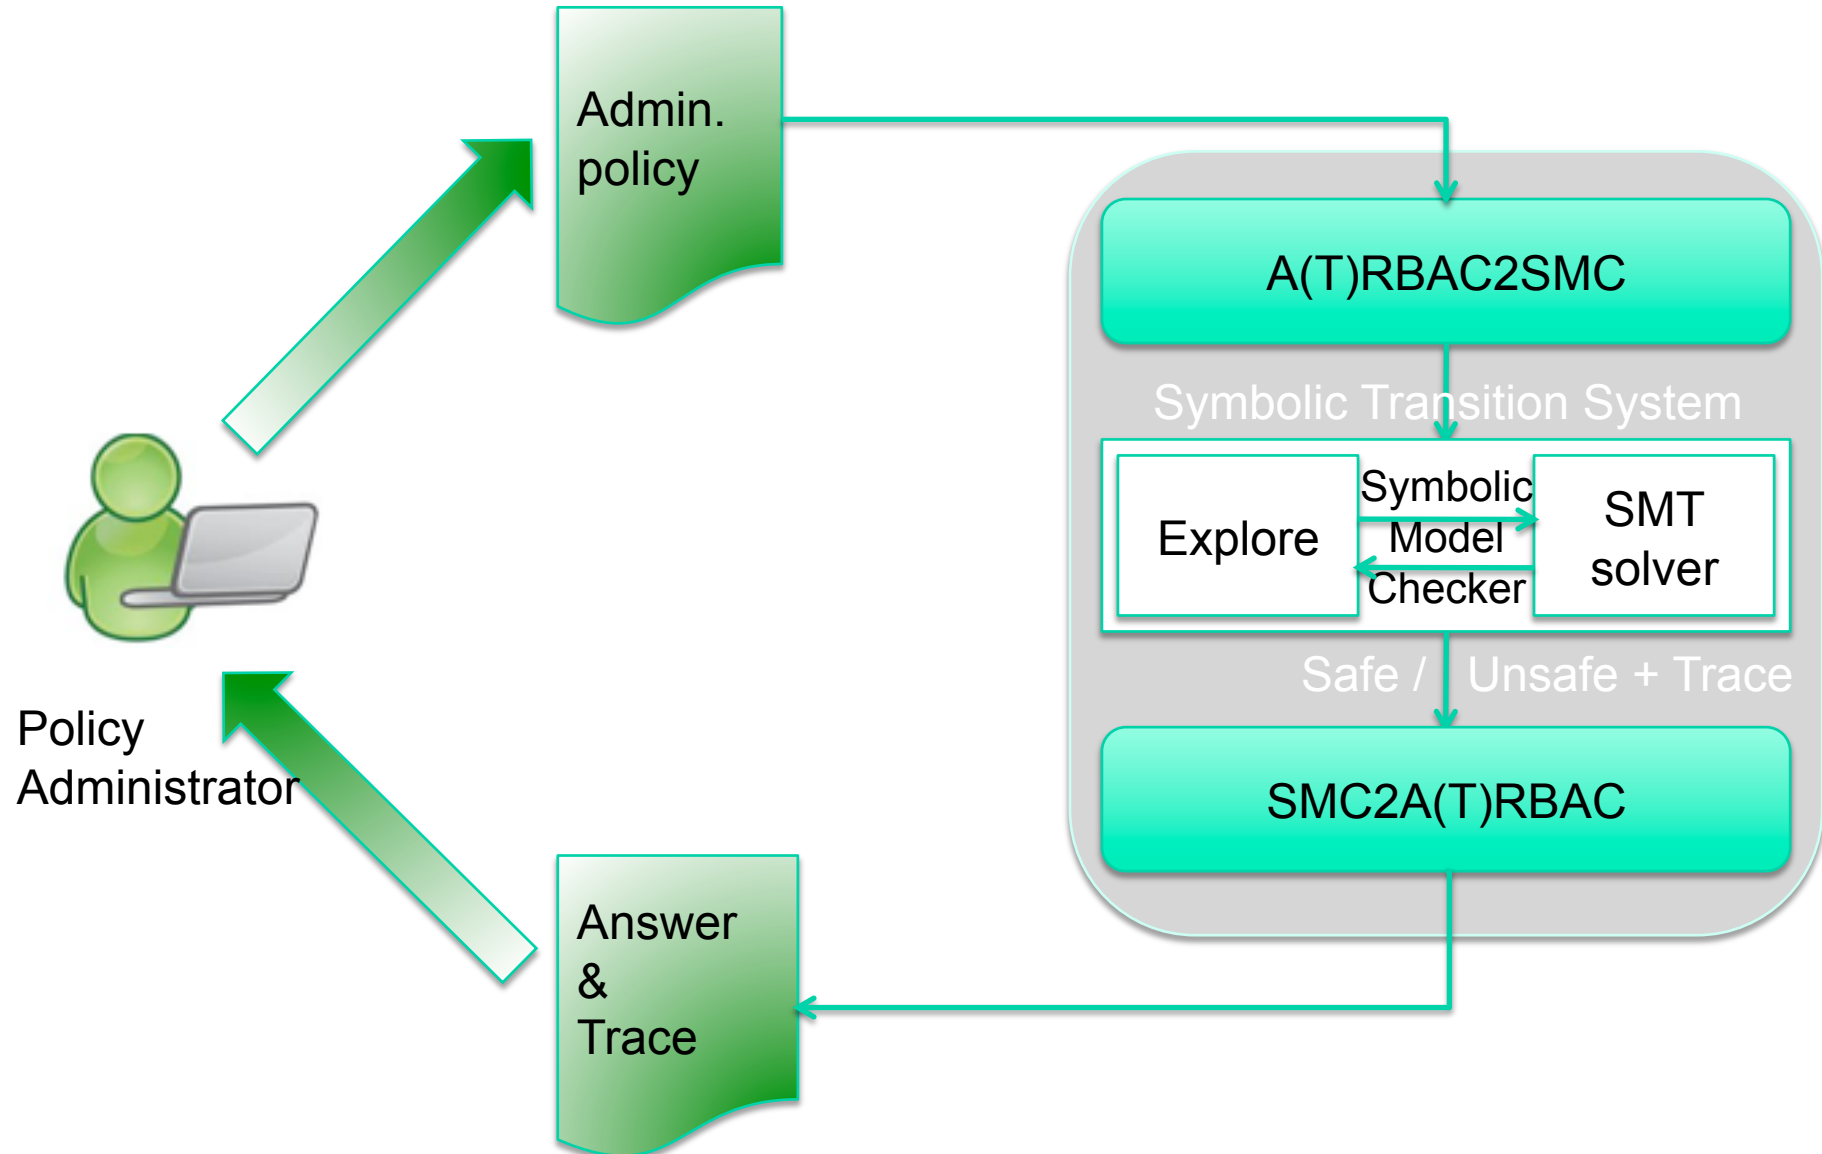 Admin.
policy
A(T)RBAC2SMC
Symbolic Transition System
Explore
Symbolic
Model
Checker
SMT
solver
Safe / Unsafe + Trace
SMC2A(T)RBAC
Policy
Administrator
Answer
&
Trace